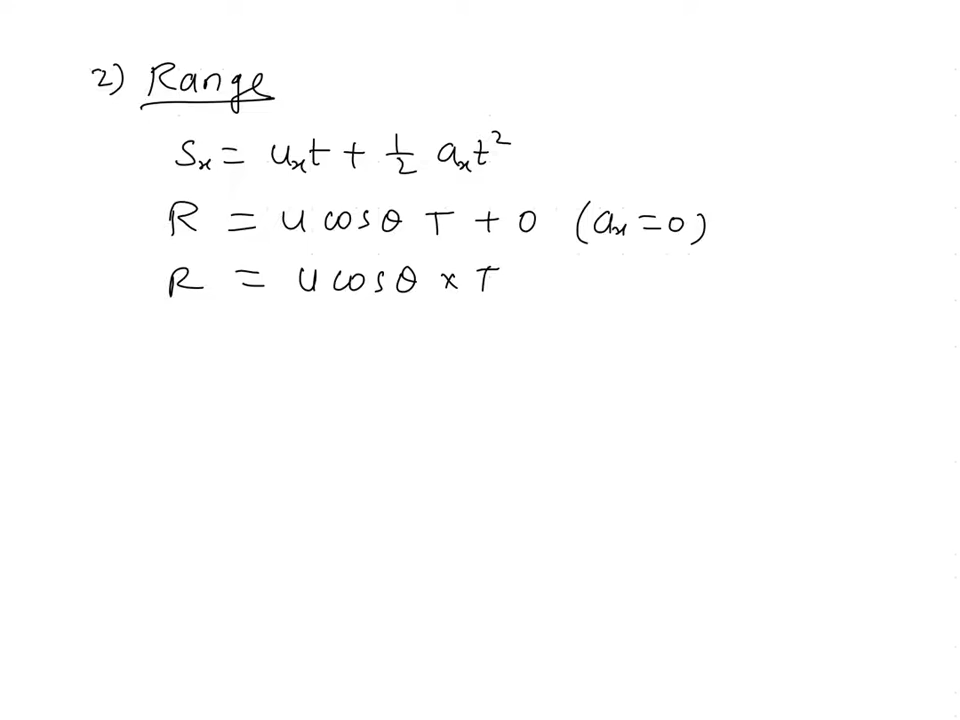 2) Range
Sₓ = uₓt + 1/2 aₓt²
R = u cosθ T + 0 (aₓ = 0)
R = u cosθ × T